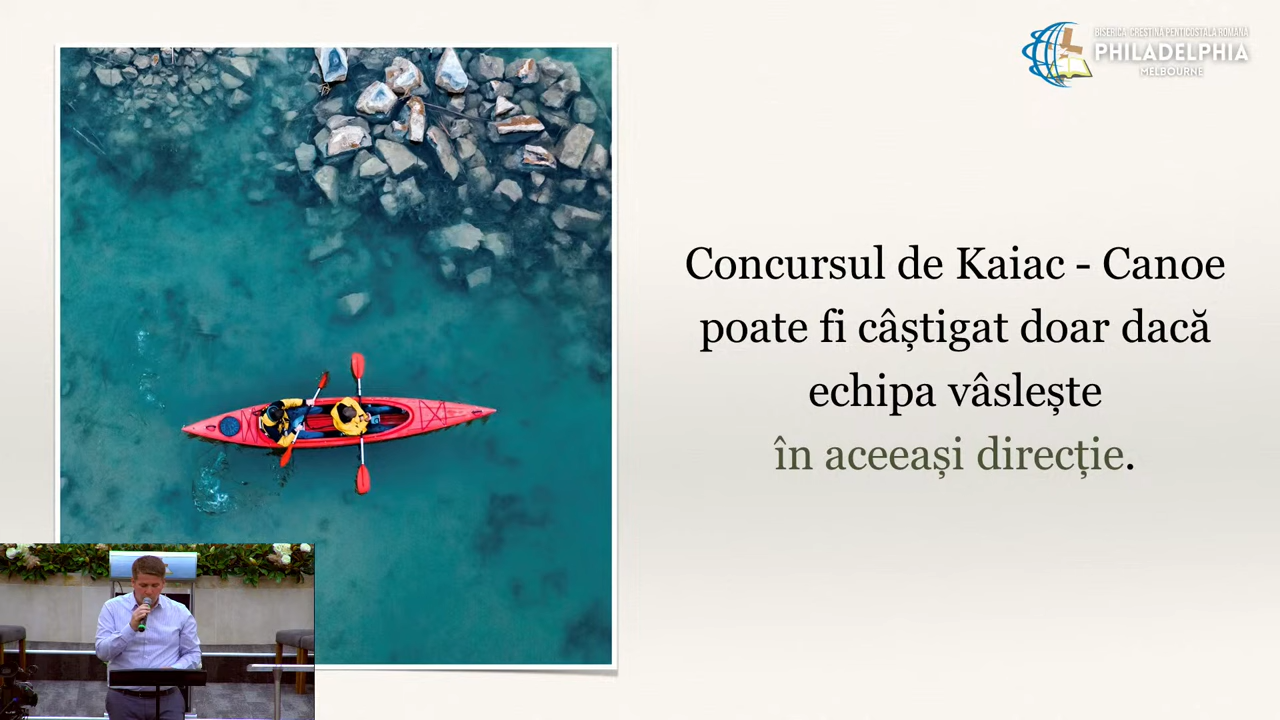 BISERICA CREȘTINĂ PENTICOSTALĂ ROMÂNĂ
PHILADELPHIA
MELBOURNE
Concursul de Kaiac - Canoe
poate fi câștigat doar dacă
echipa vâslește
în aceeași direcție.